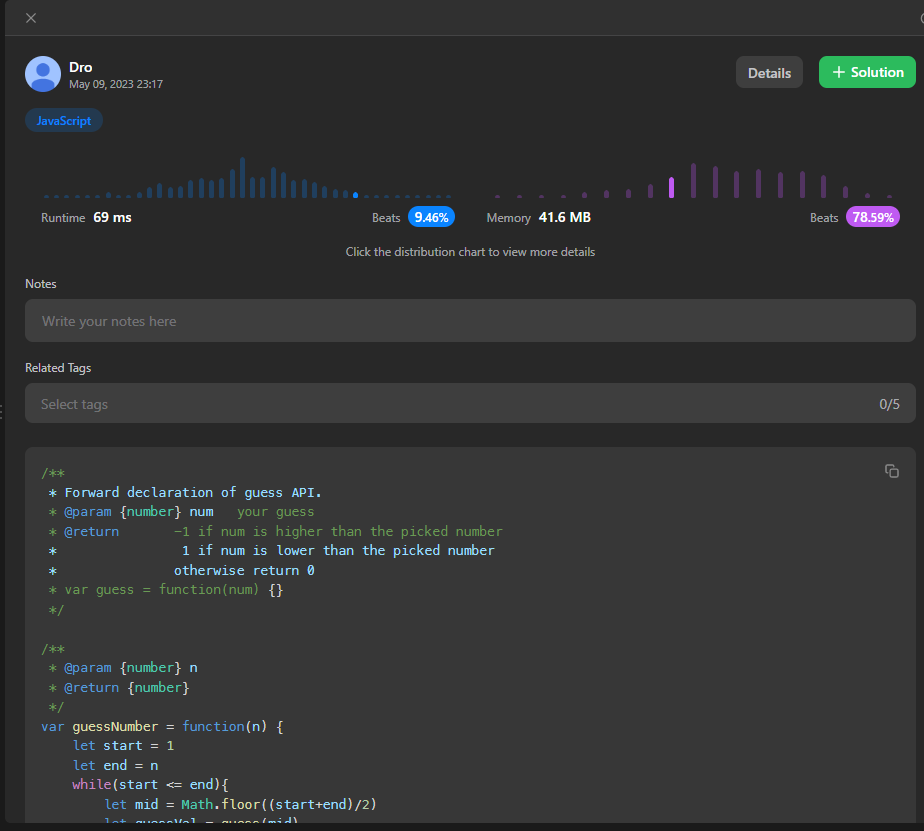 Dro
May 09, 2023 23:17
Details
+ Solution
JavaScript
Runtime 69 ms
Beats 9.46%
Memory 41.6 MB
Beats 78.59%
Click the distribution chart to view more details
Notes
Write your notes here
Related Tags
Select tags
0/5
/**
 * Forward declaration of guess API.
 * @param {number} num   your guess
 * @return       -1 if num is higher than the picked number
 *                1 if num is lower than the picked number
 *               otherwise return 0
 * var guess = function(num) {}
 */
/**
 * @param {number} n
 * @return {number}
 */
var guessNumber = function(n) {
    let start = 1
    let end = n
    while(start <= end){
        let mid = Math.floor((start+end)/2)
        let guessVal = guess(mid)